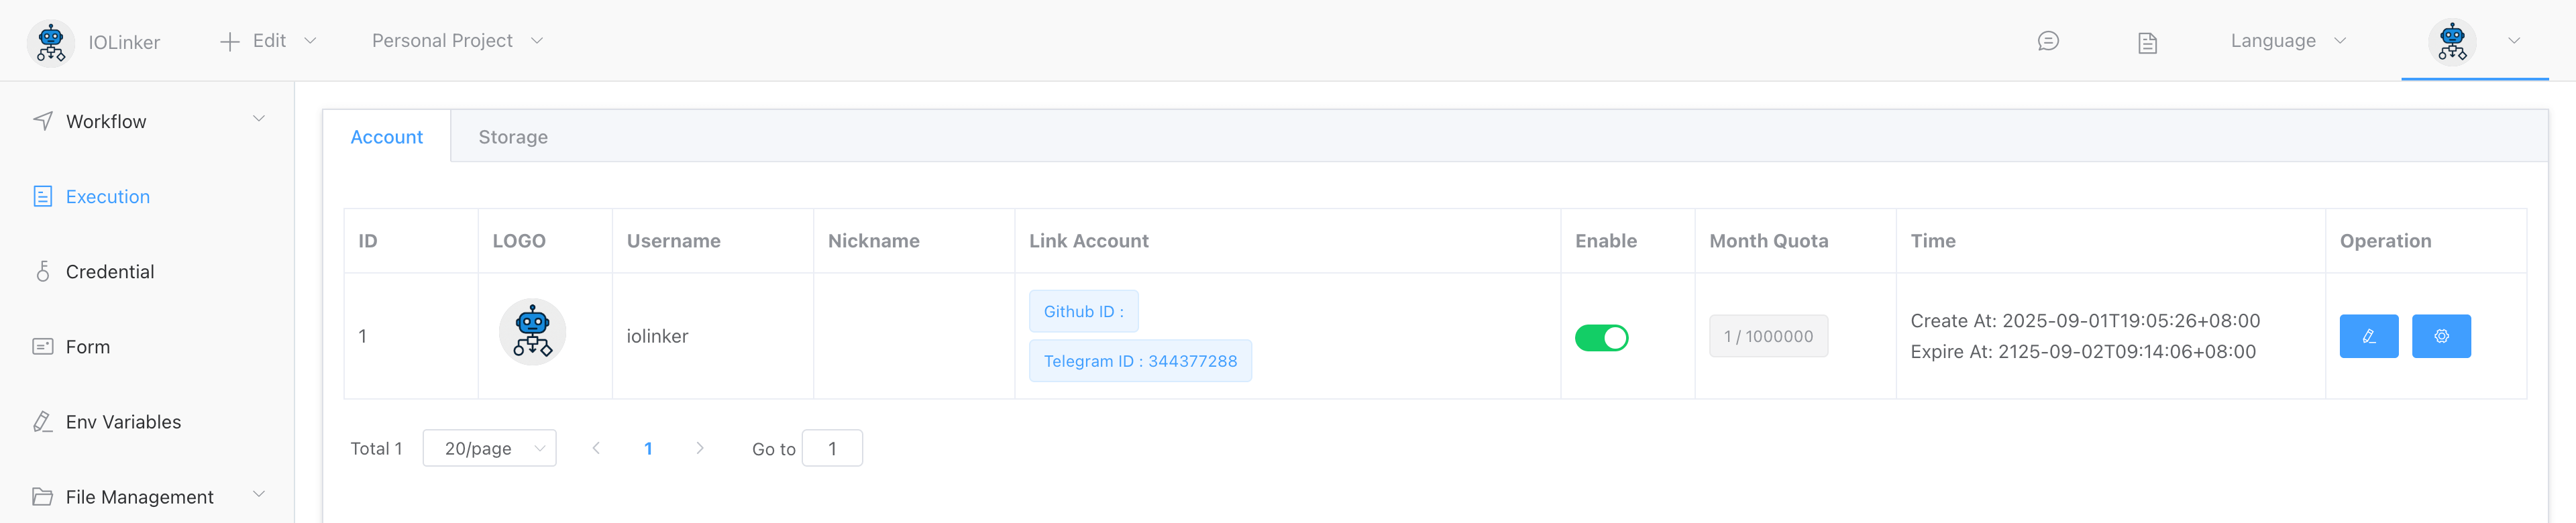 IOLinker
Edit
Personal Project
Language
Workflow
Execution
Credential
Form
Env Variables
File Management
Account
Storage
ID
LOGO
Username
Nickname
Link Account
Enable
Month Quota
Time
Operation
1
iolinker
Github ID :
Telegram ID : 344377288
1 / 1000000
Create At: 2025-09-01T19:05:26+08:00
Expire At: 2125-09-02T09:14:06+08:00
Total 1
20/page
1
Go to
1